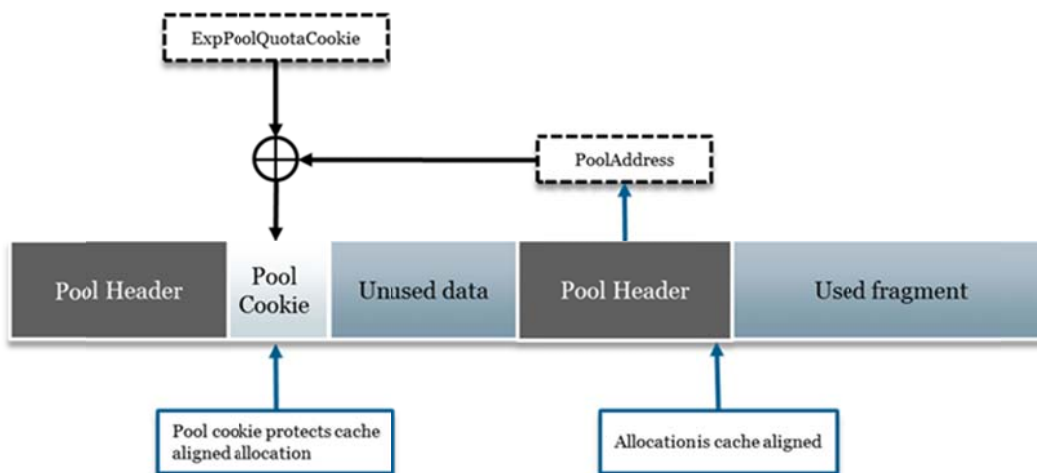 ExpPoolQuotaCookie
PoolAddress
Pool Header
Pool
Cookie
Unused data
Pool Header
Used fragment
Pool cookie protects cache
aligned allocation
Allocationis cache aligned